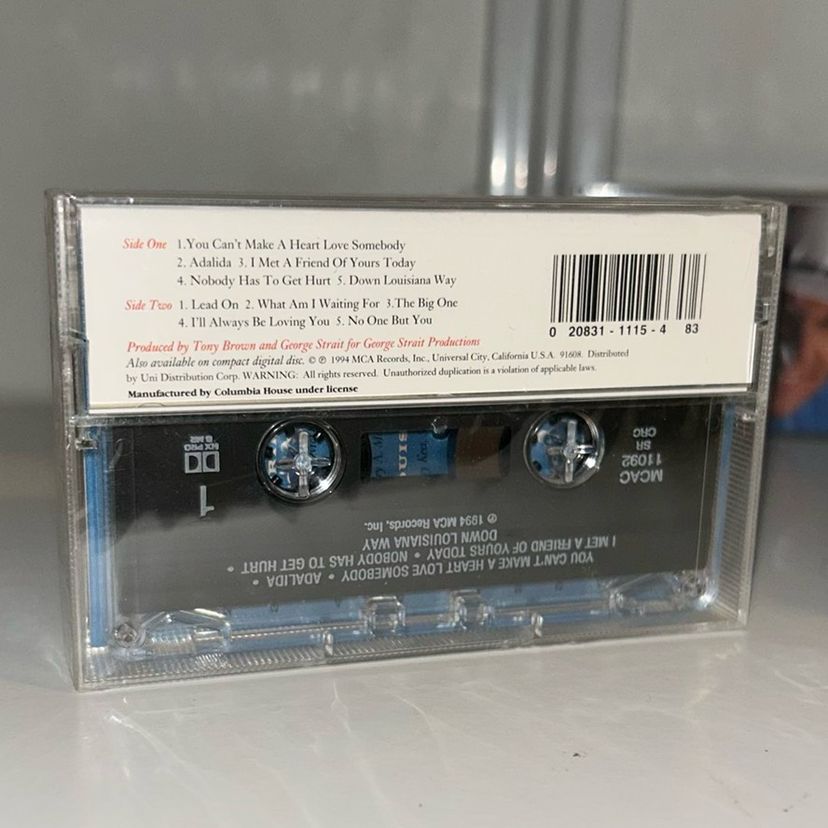 Side One 1.You Can't Make A Heart Love Somebody
2. Adalida 3. I Met A Friend Of Yours Today
4. Nobody Has To Get Hurt 5. Down Louisiana Way
Side Two 1. Lead On 2. What Am I Waiting For 3.The Big One
4. I'll Always Be Loving You 5. No One But You
Produced by Tony Brown and George Strait for George Strait Productions
Also available on compact digital disc. © ℗ 1994 MCA Records, Inc., Universal City, California U.S.A. 91608. Distributed
by Uni Distribution Corp. WARNING: All rights reserved. Unauthorized duplication is a violation of applicable laws.
Manufactured by Columbia House under license
0 20831-1115-4 83
1
MCAC
11092
SR
CRC
YOU CAN'T MAKE A HEART LOVE SOMEBODY • ADALIDA •
I MET A FRIEND OF YOURS TODAY • NOBODY HAS TO GET HURT •
DOWN LOUISIANA WAY
℗ 1994 MCA Records, Inc.